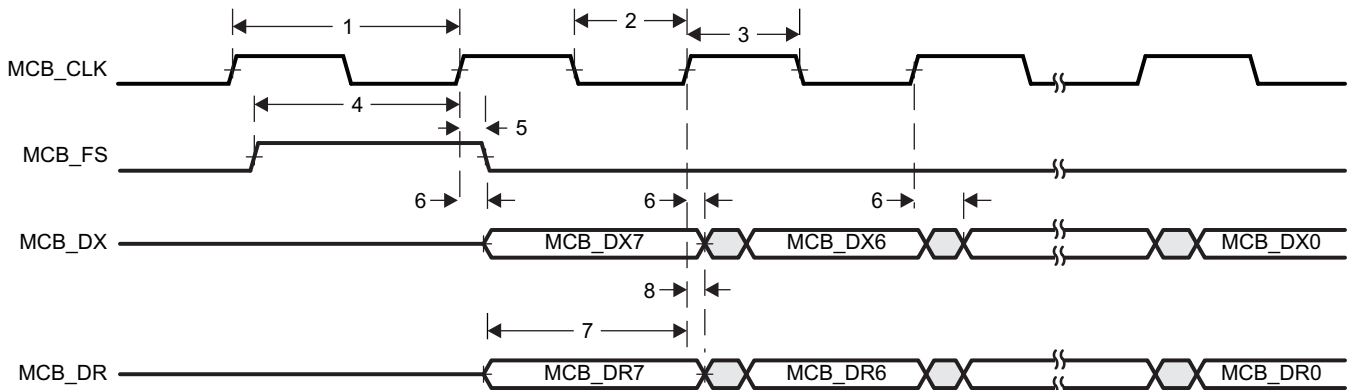 1
2
3
MCB_CLK
4
5
MCB_FS
6
6
6
MCB_DX
MCB_DX7
MCB_DX6
MCB_DX0
8
7
MCB_DR
MCB_DR7
MCB_DR6
MCB_DR0